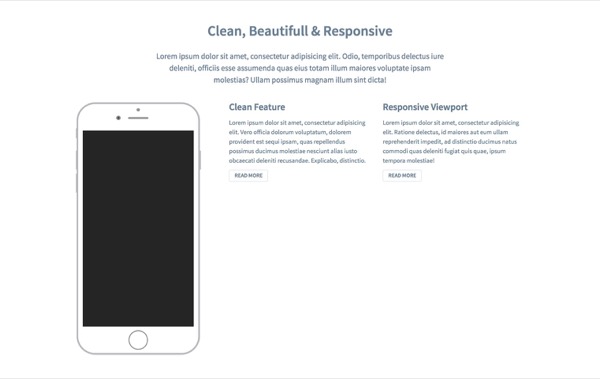 Clean, Beautifull & Responsive
Lorem ipsum dolor sit amet, consectetur adipisicing elit. Odio, temporibus delectus iure
deleniti, officiis esse assumenda quas eius totam illum maiores voluptate ipsam
molestias? Ullam possimus magnam illum sint dicta!
Clean Feature
Lorem ipsum dolor sit amet, consectetur adipisicing
elit. Vero officia dolorum voluptatum, dolorem
provident est sequi ipsam, quas repellendus
possimus ducimus molestiae nesciunt alias iusto
obcaecati deleniti recusandae. Explicabo, distinctio.
READ MORE
Responsive Viewport
Lorem ipsum dolor sit amet, consectetur adipisicing
elit. Ratione delectus, id maiores aut eum ullam
reprehenderit impedit, ad distinctio ducimus natus
commodi quas deleniti fugiat quis quae, ipsum
tempora molestiae!
READ MORE